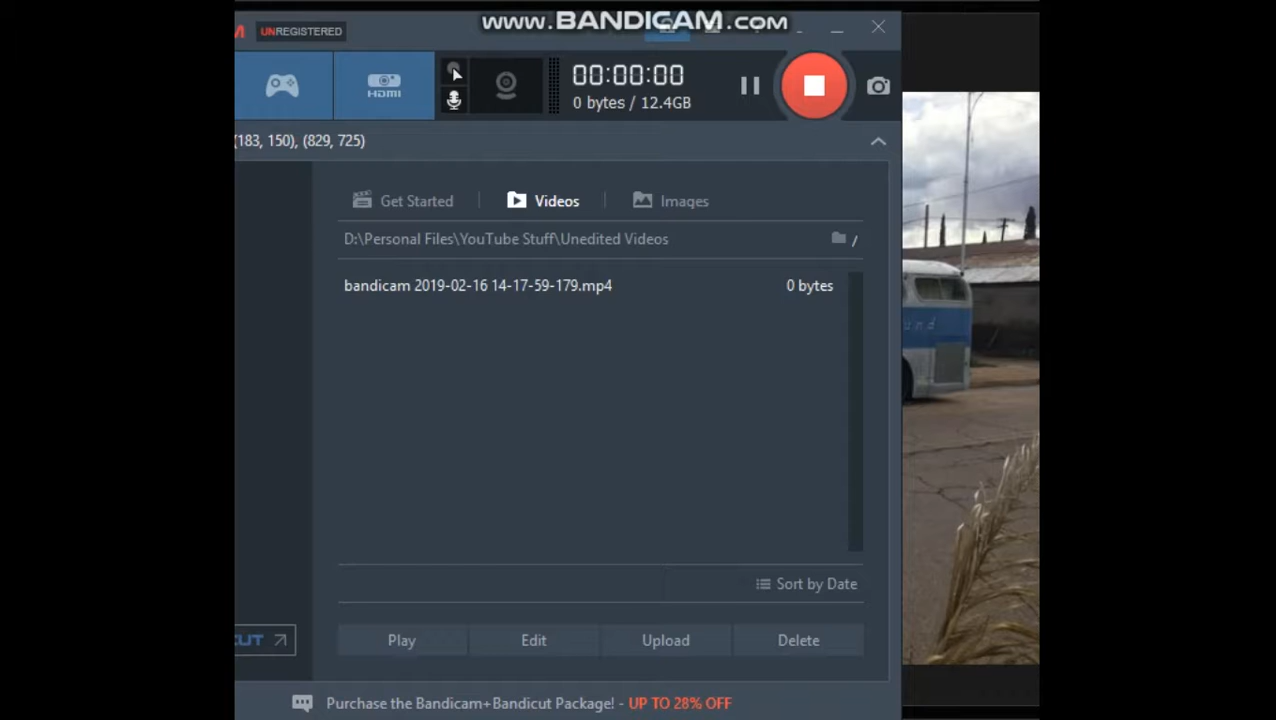 www.BANDICAM.com
M UNREGISTERED
HDMI
00:00:00
0 bytes / 12.4GB
(183, 150), (829, 725)
Get Started
Videos
Images
D:\Personal Files\YouTube Stuff\Unedited Videos
/
bandicam 2019-02-16 14-17-59-179.mp4 0 bytes
Sort by Date
CUT
Play
Edit
Upload
Delete
Purchase the Bandicam+Bandicut Package! - UP TO 28% OFF